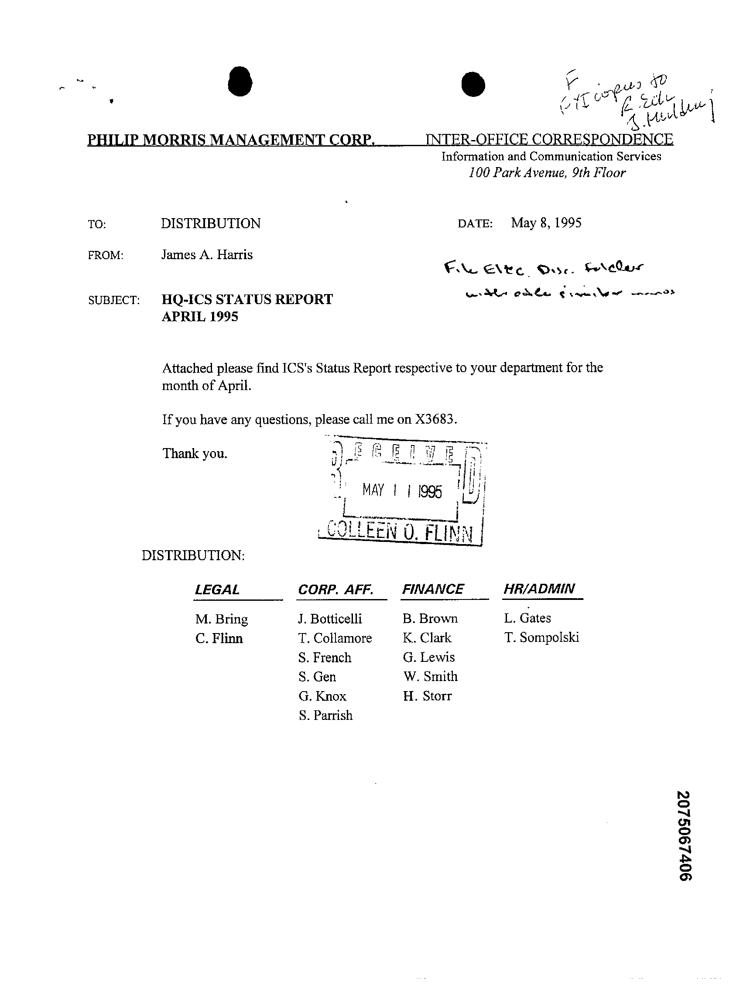 copies to
PHILIP MORRIS MANAGEMENT CORP. INTER-OFFICE CORRESPONDENCE
Information and Communication Services
100 Park Avenue, 9th Floor
TO: DISTRIBUTION DATE: May 8, 1995
FROM: James A. Harris
File Elec. Disc. folder
with other similar memos
SUBJECT: HQ-ICS STATUS REPORT
APRIL 1995
Attached please find ICS's Status Report respective to your department for the
month of April.
If you have any questions, please call me on X3683.
Thank you.
RECEIVED
MAY 11 1995
COLLEEN O. FLINN
DISTRIBUTION:
LEGAL CORP. AFF. FINANCE HR/ADMIN
M. Bring J. Botticelli B. Brown L. Gates
C. Flinn T. Collamore K. Clark T. Sompolski
S. French G. Lewis
S. Gen W. Smith
G. Knox H. Storr
S. Parrish
2075067406